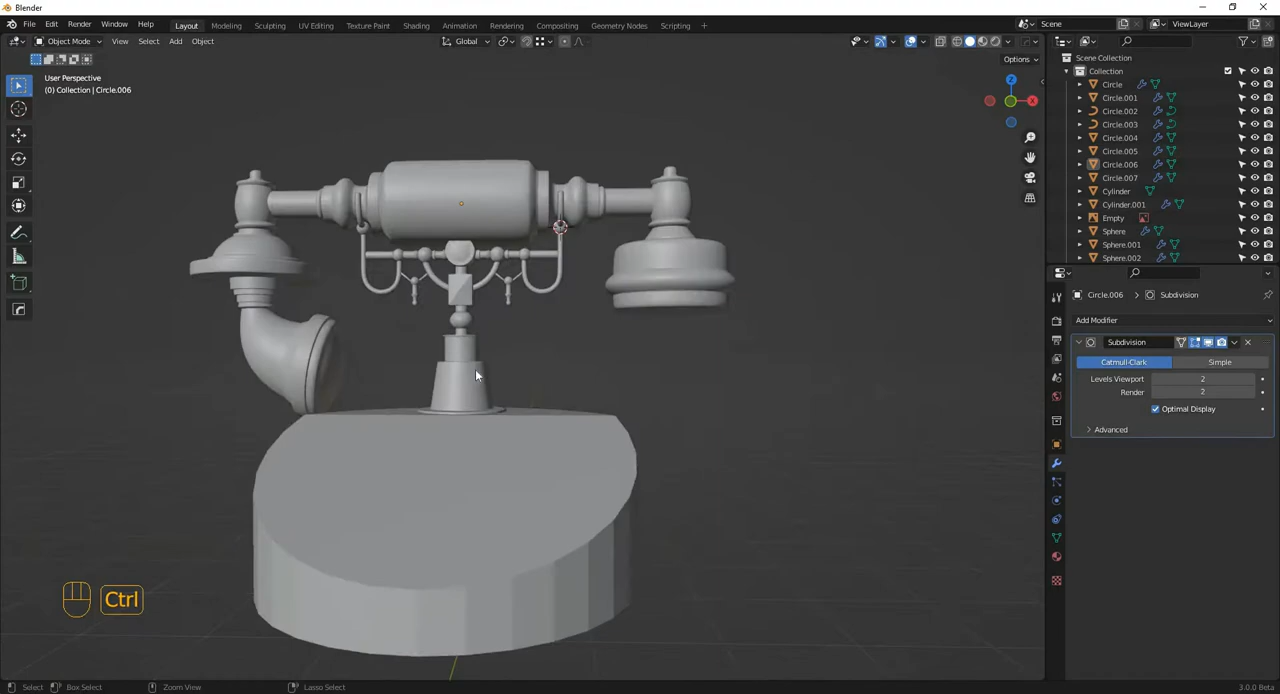 Blender
File Edit Render Window Help
Layout Modeling Sculpting UV Editing Texture Paint Shading Animation Rendering Compositing Geometry Nodes Scripting +
Scene
ViewLayer
Object Mode View Select Add Object
Global
Options
User Perspective
(0) Collection | Circle.006
Z
X
Scene Collection
Collection
Circle
Circle.001
Circle.002
Circle.003
Circle.004
Circle.005
Circle.006
Circle.007
Cylinder
Cylinder.001
Empty
Sphere
Sphere.001
Sphere.002
Circle.006 > Subdivision
Add Modifier
Subdivision
Catmull-Clark Simple
Levels Viewport 2
Render 2
Optimal Display
Advanced
Ctrl
Select Box Select Zoom View Lasso Select
3.0.0 Beta